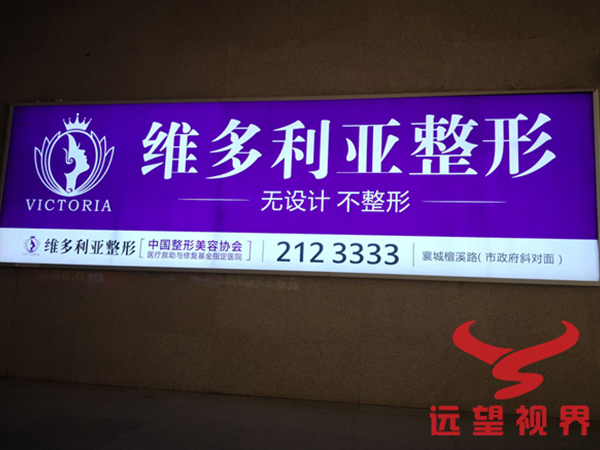 维多利亚整形
VICTORIA
无设计 不整形
维多利亚整形
中国整形美容协会
医疗救助与修复基金指定医院
212 3333
襄城檀溪路(市政府斜对面)
远望视界